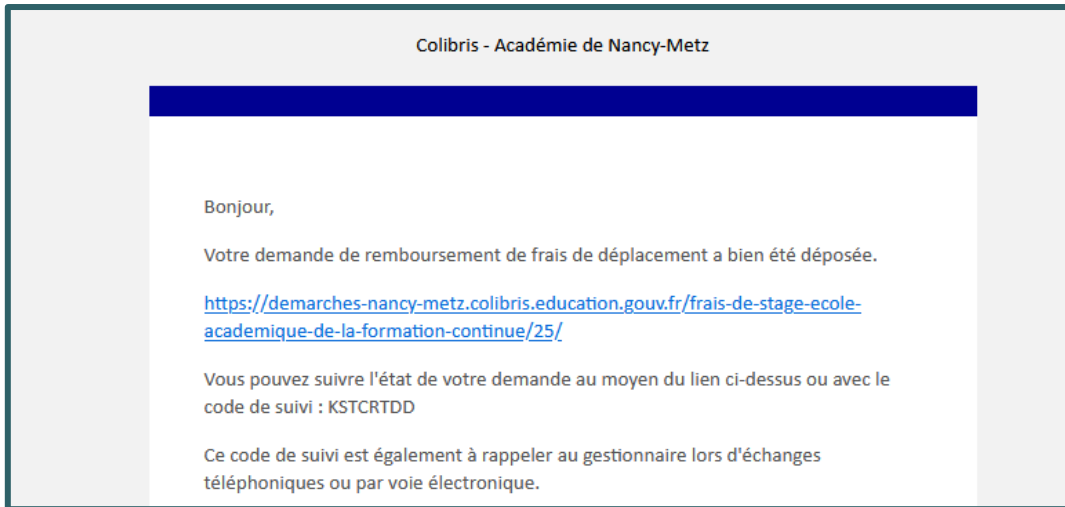 Colibris - Académie de Nancy-Metz
Bonjour,
Votre demande de remboursement de frais de déplacement a bien été déposée.
https://demarches-nancy-metz.colibris.education.gouv.fr/frais-de-stage-ecole-
academique-de-la-formation-continue/25/
Vous pouvez suivre l'état de votre demande au moyen du lien ci-dessus ou avec le
code de suivi : KSTCRTDD
Ce code de suivi est également à rappeler au gestionnaire lors d'échanges
téléphoniques ou par voie électronique.